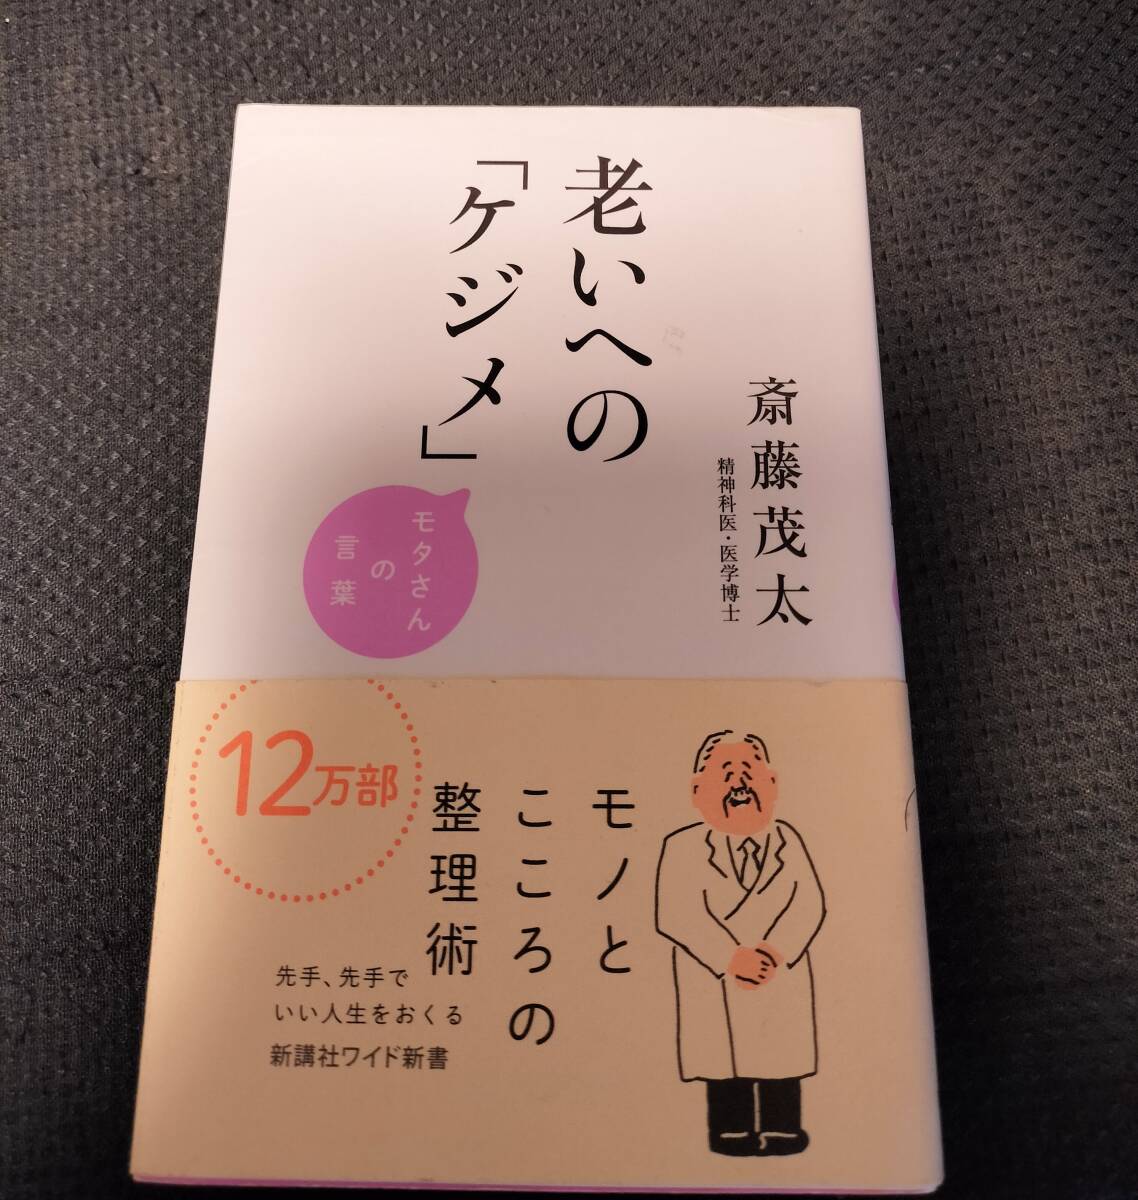 老いへの
「ケジメ」
斎藤茂太
精神科医・医学博士
モタさん
の
言葉
12万部
モノと
こころの
整理術
先手、先手で
いい人生をおくる
新講社ワイド新書